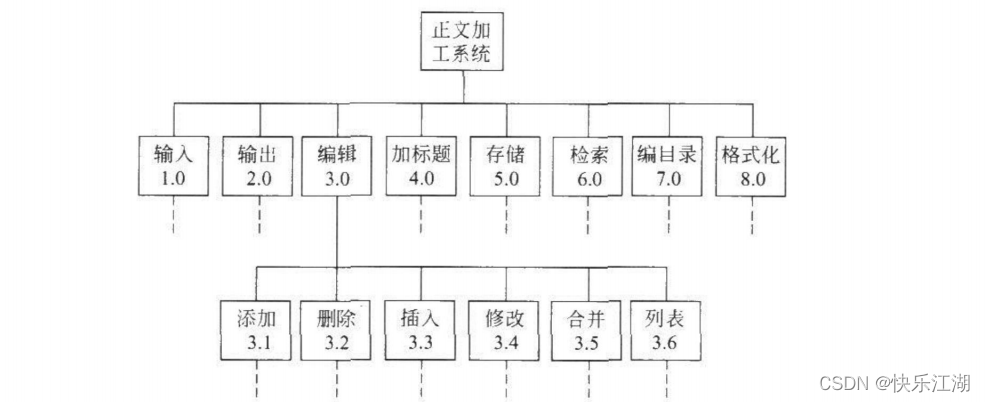 正文加
工系统
输入
1.0
输出
2.0
编辑
3.0
加标题
4.0
存储
5.0
检索
6.0
编目录
7.0
格式化
8.0
添加
3.1
删除
3.2
插入
3.3
修改
3.4
合并
3.5
列表
3.6
CSDN @快乐江湖